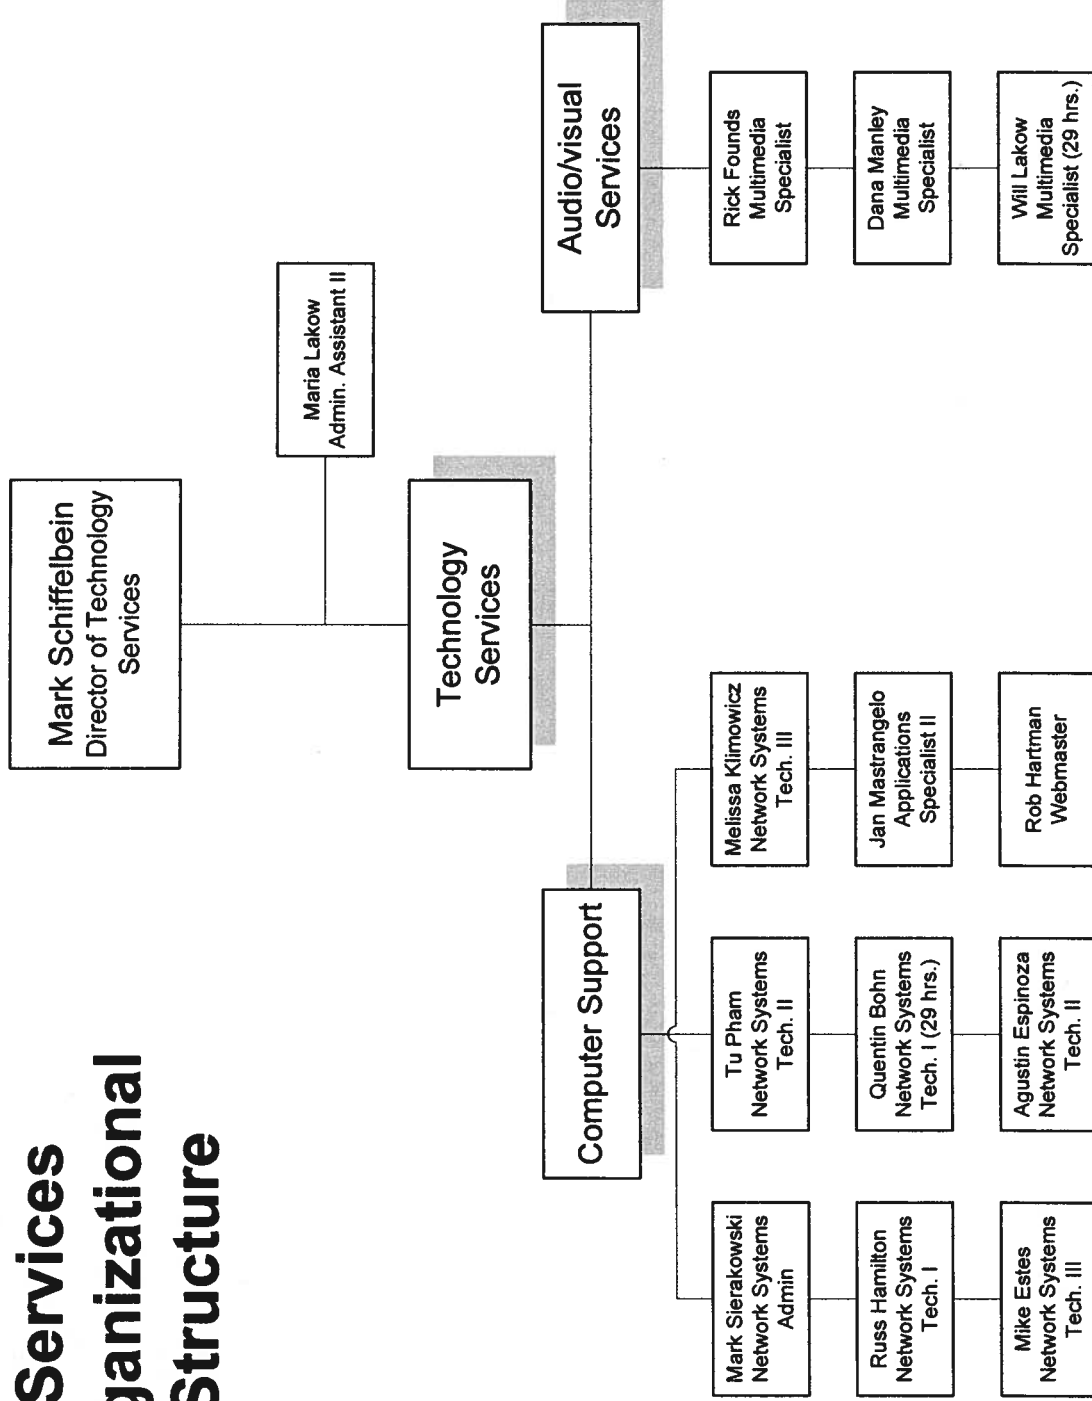 Services
ganizational
Structure
Mark Schiffelbein
Director of Technology
Services
Maria Lakow
Admin. Assistant II
Technology
Services
Computer Support
Audio/visual
Services
Mark Sierakowski
Network Systems
Admin
Russ Hamilton
Network Systems
Tech. I
Mike Estes
Network Systems
Tech. III
Tu Pham
Network Systems
Tech. II
Quentin Bohn
Network Systems
Tech. I (29 hrs.)
Agustin Espinoza
Network Systems
Tech. II
Melissa Klimowicz
Network Systems
Tech. III
Jan Mastrangelo
Applications
Specialist II
Rob Hartman
Webmaster
Rick Founds
Multimedia
Specialist
Dana Manley
Multimedia
Specialist
Will Lakow
Multimedia
Specialist (29 hrs.)